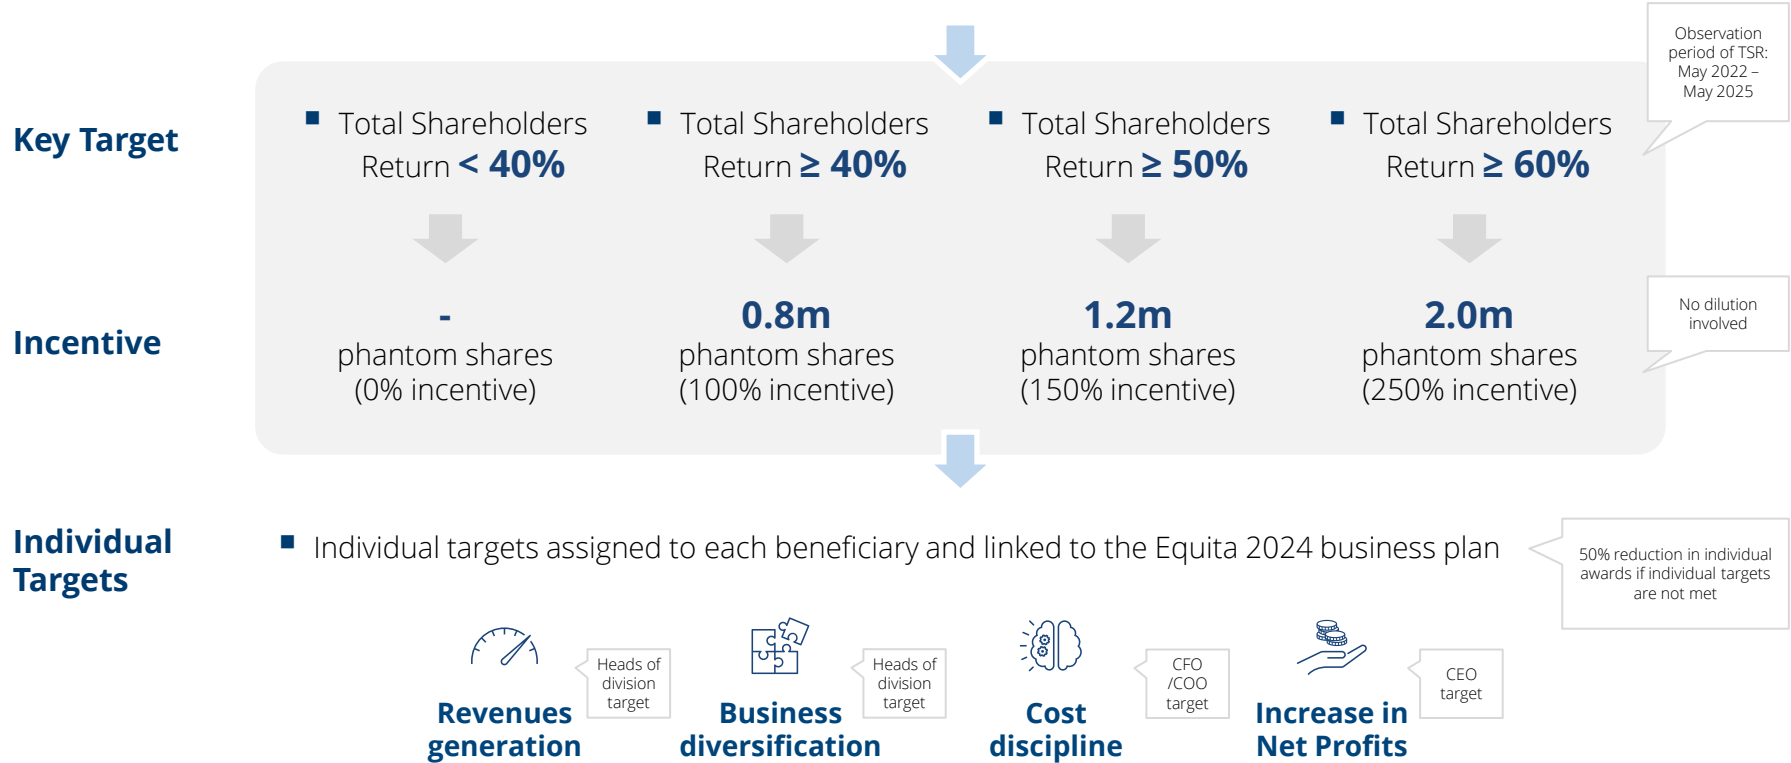 Observation
period of TSR:
May 2022 –
May 2025
Key Target
■ Total Shareholders
Return < 40%
■ Total Shareholders
Return ≥ 40%
■ Total Shareholders
Return ≥ 50%
■ Total Shareholders
Return ≥ 60%
Incentive
-
phantom shares
(0% incentive)
0.8m
phantom shares
(100% incentive)
1.2m
phantom shares
(150% incentive)
2.0m
phantom shares
(250% incentive)
No dilution
involved
Individual
Targets
■ Individual targets assigned to each beneficiary and linked to the Equita 2024 business plan
50% reduction in individual
awards if individual targets
are not met
Revenues
generation
Heads of
division
target
Business
diversification
Heads of
division
target
Cost
discipline
CFO
/COO
target
Increase in
Net Profits
CEO
target